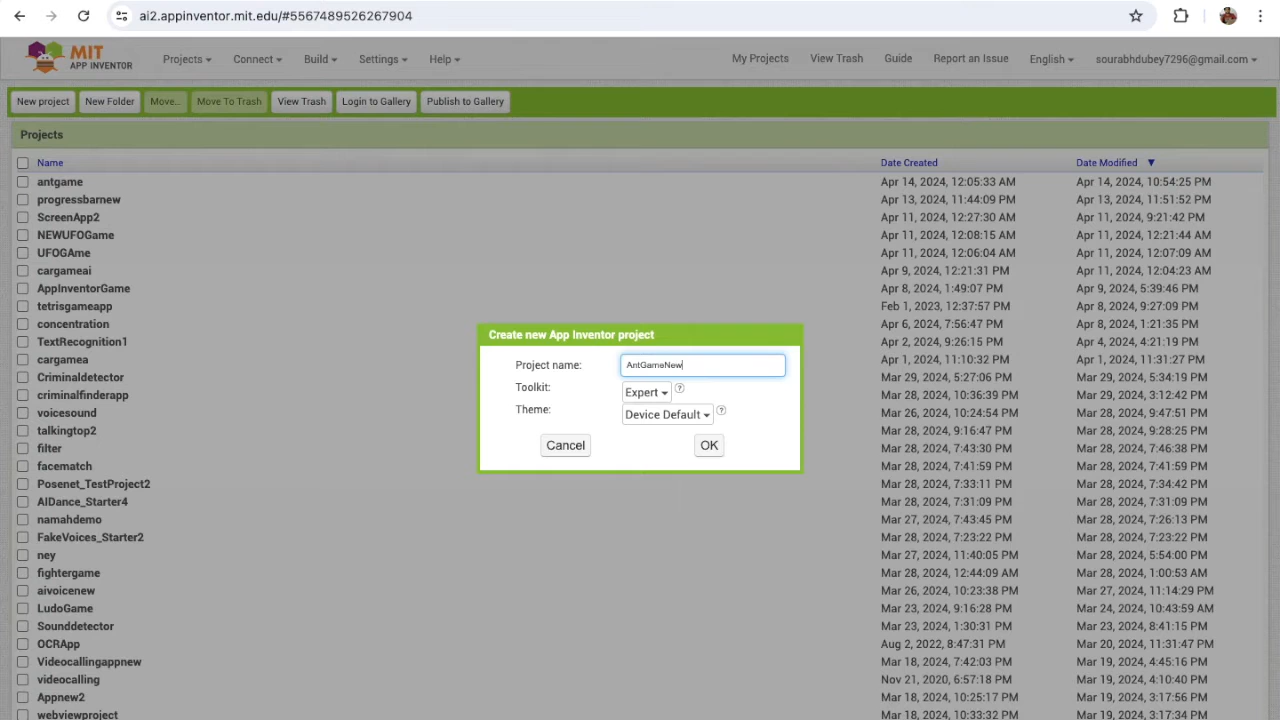 ai2.appinventor.mit.edu/#5567489526267904
MIT
APP INVENTOR
Projects Connect Build Settings Help My Projects View Trash Guide Report an Issue English sourabhdubey7296@gmail.com
New project New Folder Move... Move To Trash View Trash Login to Gallery Publish to Gallery
Projects
Name Date Created Date Modified
antgame Apr 14, 2024, 12:05:33 AM Apr 14, 2024, 10:54:25 PM
progressbarnew Apr 13, 2024, 11:44:09 PM Apr 13, 2024, 11:51:52 PM
ScreenApp2 Apr 11, 2024, 12:27:30 AM Apr 11, 2024, 9:21:42 PM
NEWUFOGame Apr 11, 2024, 12:08:15 AM Apr 11, 2024, 12:21:44 AM
UFOGAme Apr 11, 2024, 12:06:04 AM Apr 11, 2024, 12:07:09 AM
cargameai Apr 9, 2024, 12:21:31 PM Apr 11, 2024, 12:04:23 AM
AppInventorGame Apr 8, 2024, 1:49:07 PM Apr 9, 2024, 5:39:46 PM
tetrisgameapp Feb 1, 2023, 12:37:57 PM Apr 8, 2024, 9:27:09 PM
concentration Apr 6, 2024, 7:56:47 PM Apr 8, 2024, 1:21:35 PM
TextRecognition1 Apr 2, 2024, 9:26:15 PM Apr 4, 2024, 4:21:19 PM
cargamea Apr 1, 2024, 11:10:32 PM Apr 1, 2024, 11:31:27 PM
Criminaldetector Mar 29, 2024, 5:27:06 PM Mar 29, 2024, 5:34:19 PM
criminalfinderapp Mar 28, 2024, 10:36:39 PM Mar 29, 2024, 3:12:42 PM
voicesound Mar 26, 2024, 10:24:54 PM Mar 28, 2024, 9:47:51 PM
talkingtop2 Mar 28, 2024, 9:16:47 PM Mar 28, 2024, 9:28:25 PM
filter Mar 28, 2024, 7:43:30 PM Mar 28, 2024, 7:46:38 PM
facematch Mar 28, 2024, 7:41:59 PM Mar 28, 2024, 7:41:59 PM
Posenet_TestProject2 Mar 28, 2024, 7:33:11 PM Mar 28, 2024, 7:34:42 PM
AIDance_Starter4 Mar 28, 2024, 7:31:09 PM Mar 28, 2024, 7:31:09 PM
namahdemo Mar 27, 2024, 7:43:45 PM Mar 28, 2024, 7:26:13 PM
FakeVoices_Starter2 Mar 28, 2024, 7:23:22 PM Mar 28, 2024, 7:23:22 PM
ney Mar 27, 2024, 11:40:05 PM Mar 28, 2024, 5:54:00 PM
fightergame Mar 28, 2024, 12:44:09 AM Mar 28, 2024, 1:00:53 AM
aivoicenew Mar 26, 2024, 10:23:38 PM Mar 27, 2024, 11:14:29 PM
LudoGame Mar 23, 2024, 9:16:28 PM Mar 24, 2024, 10:43:59 AM
Sounddetector Mar 23, 2024, 1:30:31 PM Mar 23, 2024, 8:41:15 PM
OCRApp Aug 2, 2022, 8:47:31 PM Mar 20, 2024, 11:31:47 PM
Videocallingappnew Mar 18, 2024, 7:42:03 PM Mar 19, 2024, 4:45:16 PM
videocalling Nov 21, 2020, 6:57:18 PM Mar 19, 2024, 4:10:40 PM
Appnew2 Mar 18, 2024, 10:25:17 PM Mar 19, 2024, 3:17:56 PM
webviewproject Mar 18, 2024, 10:33:32 PM Mar 19, 2024, 3:17:34 PM
Create new App Inventor project
Project name: AntGameNew
Toolkit: Expert ?
Theme: Device Default ?
Cancel OK